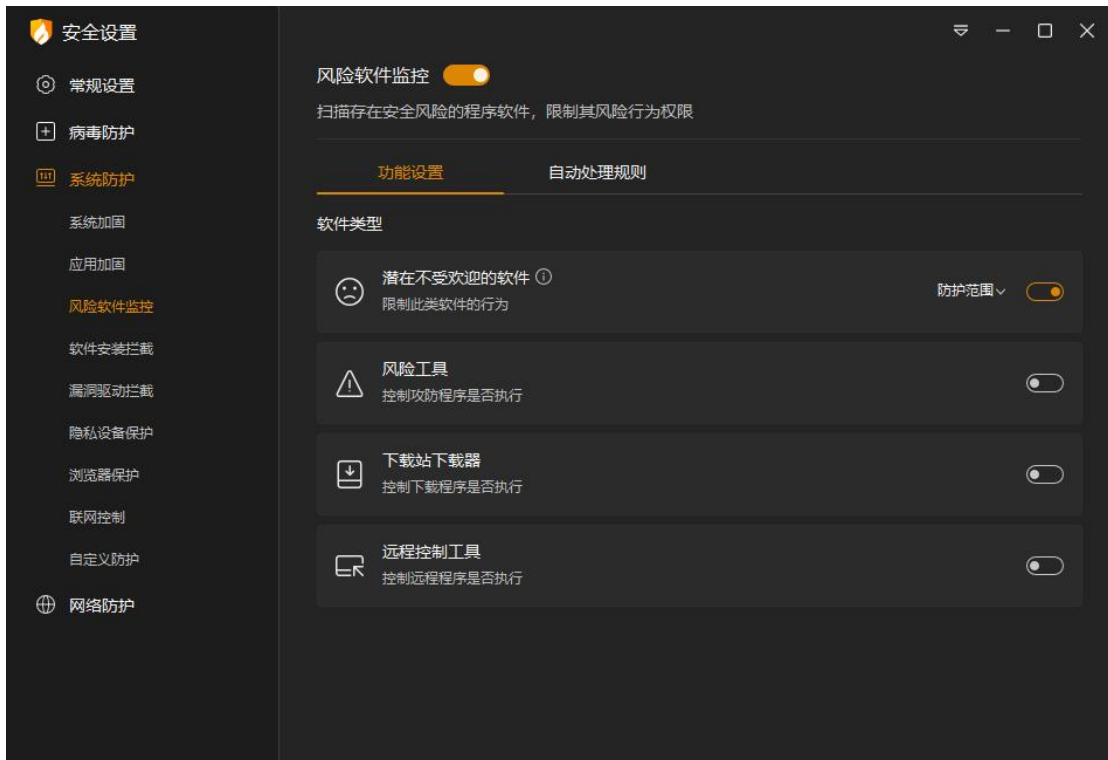 安全设置
常规设置
病毒防护
系统防护
系统加固
应用加固
风险软件监控
软件安装拦截
漏洞驱动拦截
隐私设备保护
浏览器保护
联网控制
自定义防护
网络防护
风险软件监控
扫描存在安全风险的程序软件，限制其风险行为权限
功能设置
自动处理规则
软件类型
潜在不受欢迎的软件
限制此类软件的行为
防护范围
风险工具
控制攻防程序是否执行
下载站下载器
控制下载程序是否执行
远程控制工具
控制远程程序是否执行